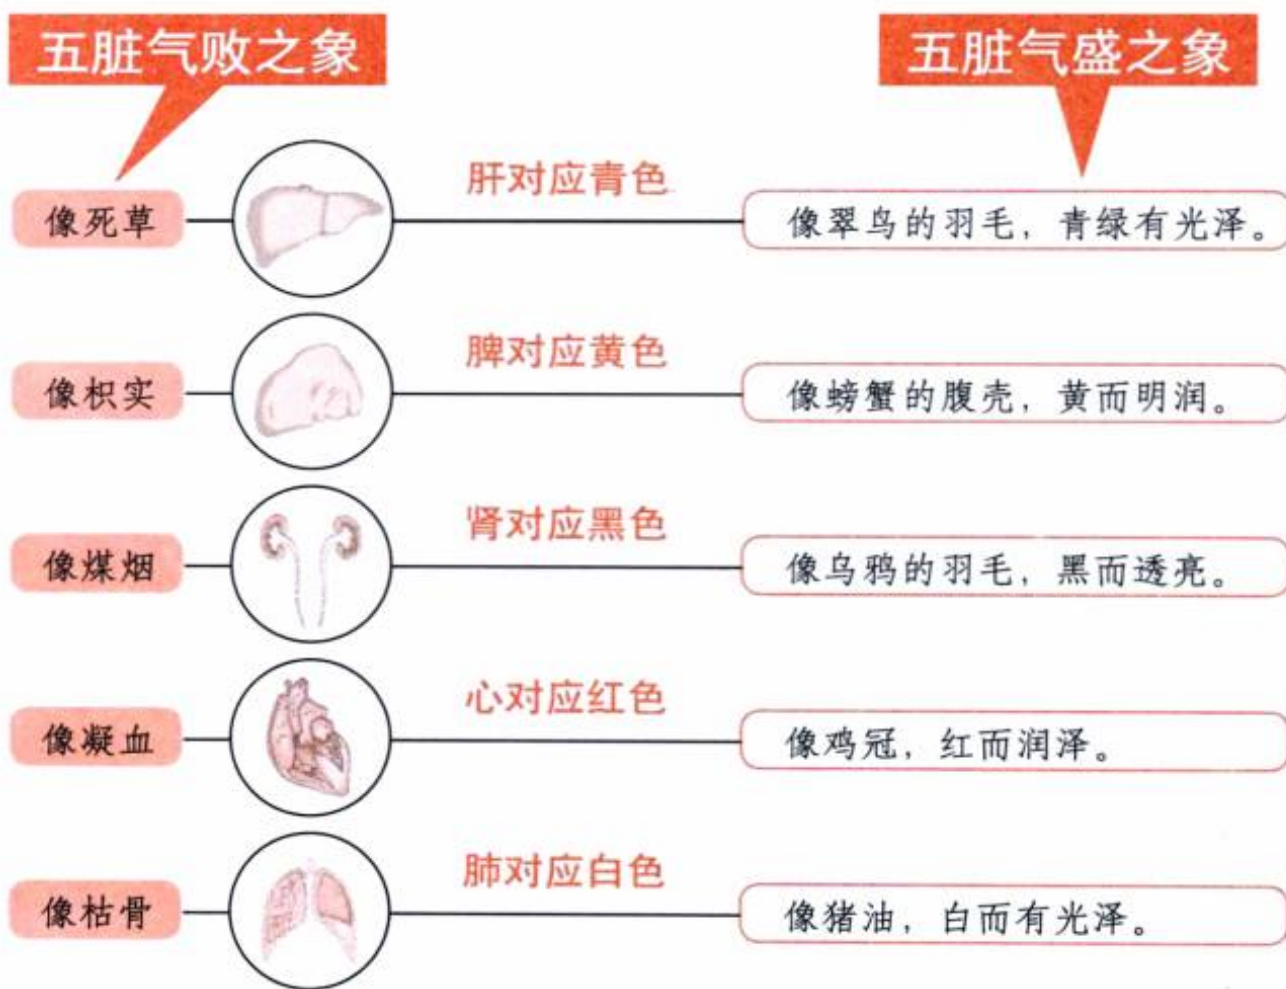 五脏气败之象
五脏气盛之象
肝对应青色
像死草
像翠鸟的羽毛，青绿有光泽。
脾对应黄色
像枳实
像螃蟹的腹壳，黄而明润。
肾对应黑色
像煤烟
像乌鸦的羽毛，黑而透亮。
心对应红色
像凝血
像鸡冠，红而润泽。
肺对应白色
像枯骨
像猪油，白而有光泽。